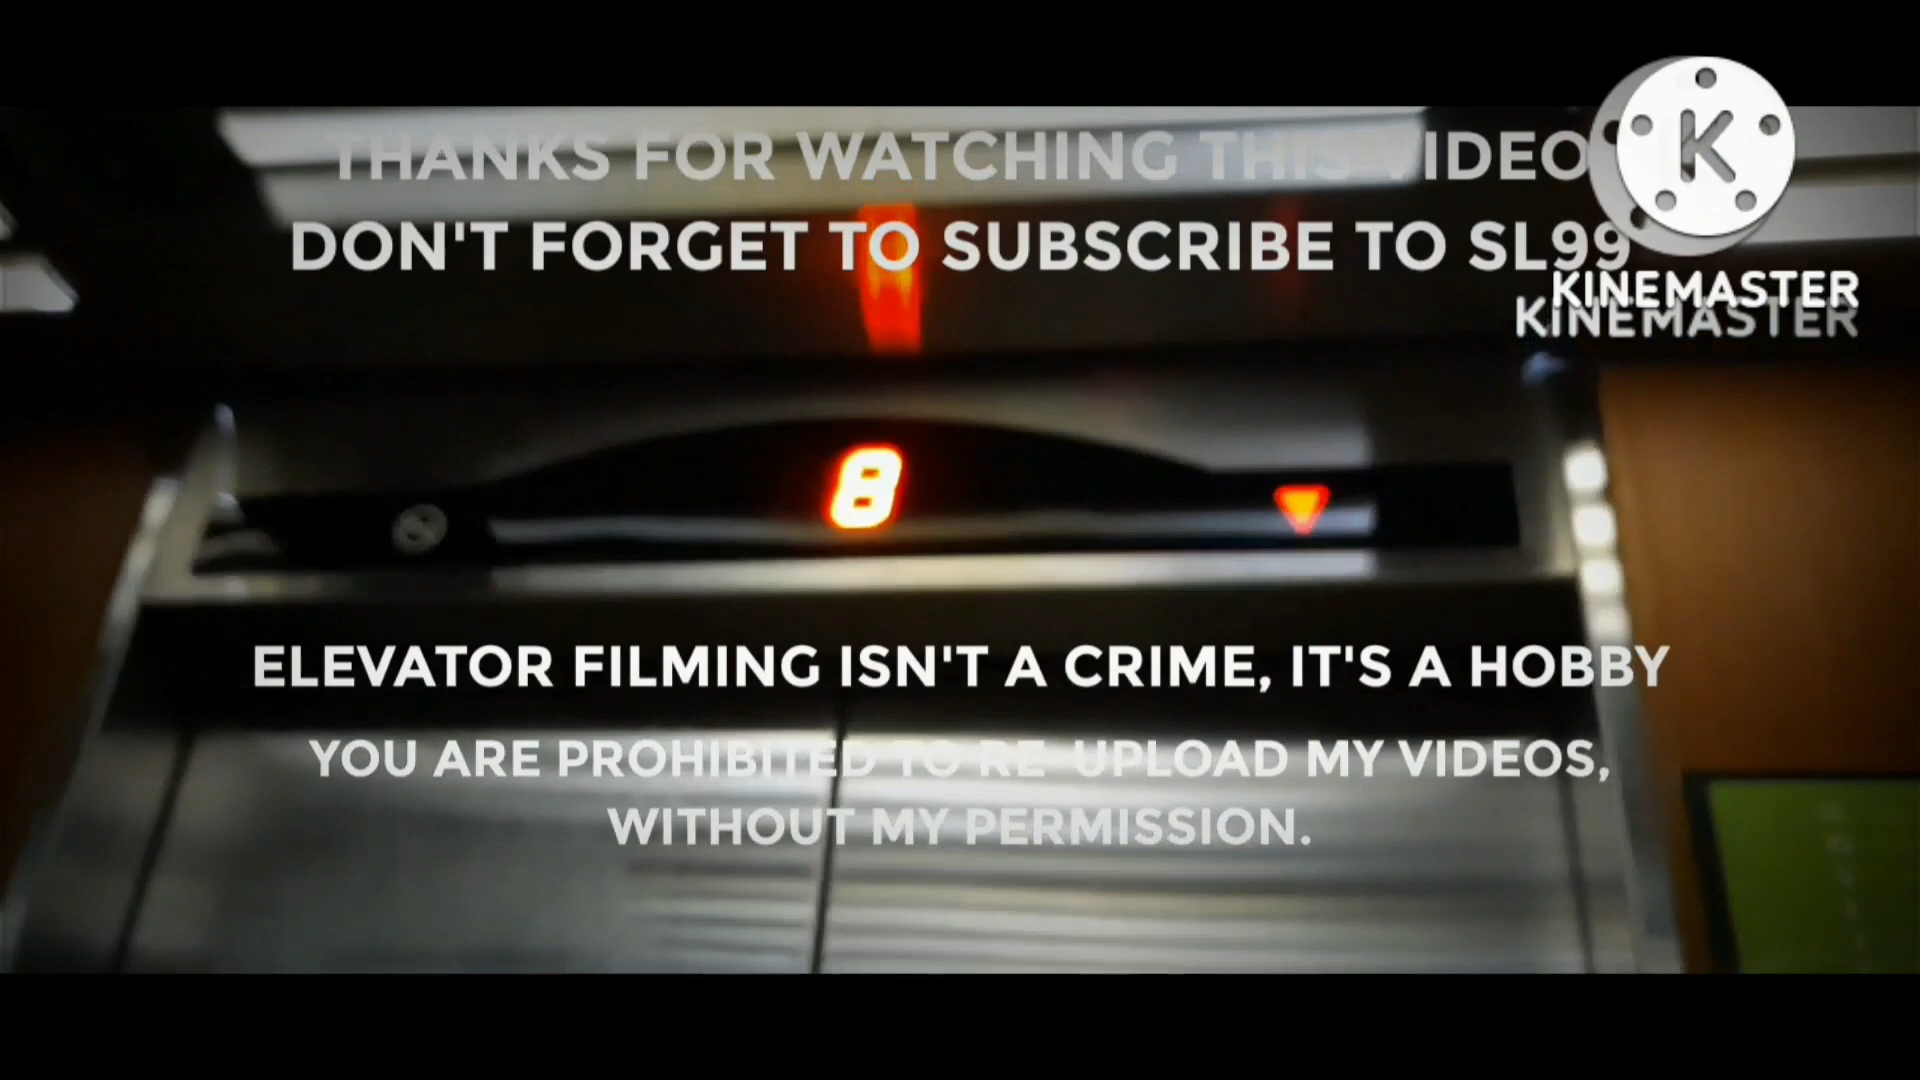 THANKS FOR WATCHING THIS VIDEO
DON'T FORGET TO SUBSCRIBE TO SL99
K
KINEMASTER
KINEMASTER
8
ELEVATOR FILMING ISN'T A CRIME, IT'S A HOBBY
YOU ARE PROHIBITED TO RE-UPLOAD MY VIDEOS,
WITHOUT MY PERMISSION.